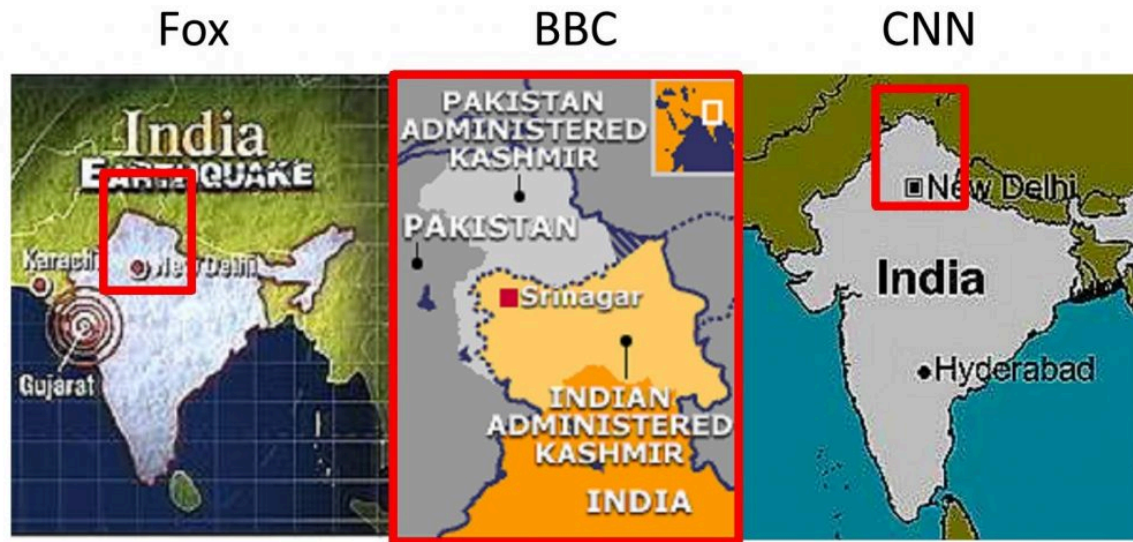 Fox
BBC
CNN
India
EARTHQUAKE
Karachi
New Delhi
Gujarat
PAKISTAN
ADMINISTERED
KASHMIR
PAKISTAN
Srinagar
INDIAN
ADMINISTERED
KASHMIR
INDIA
New Delhi
India
Hyderabad